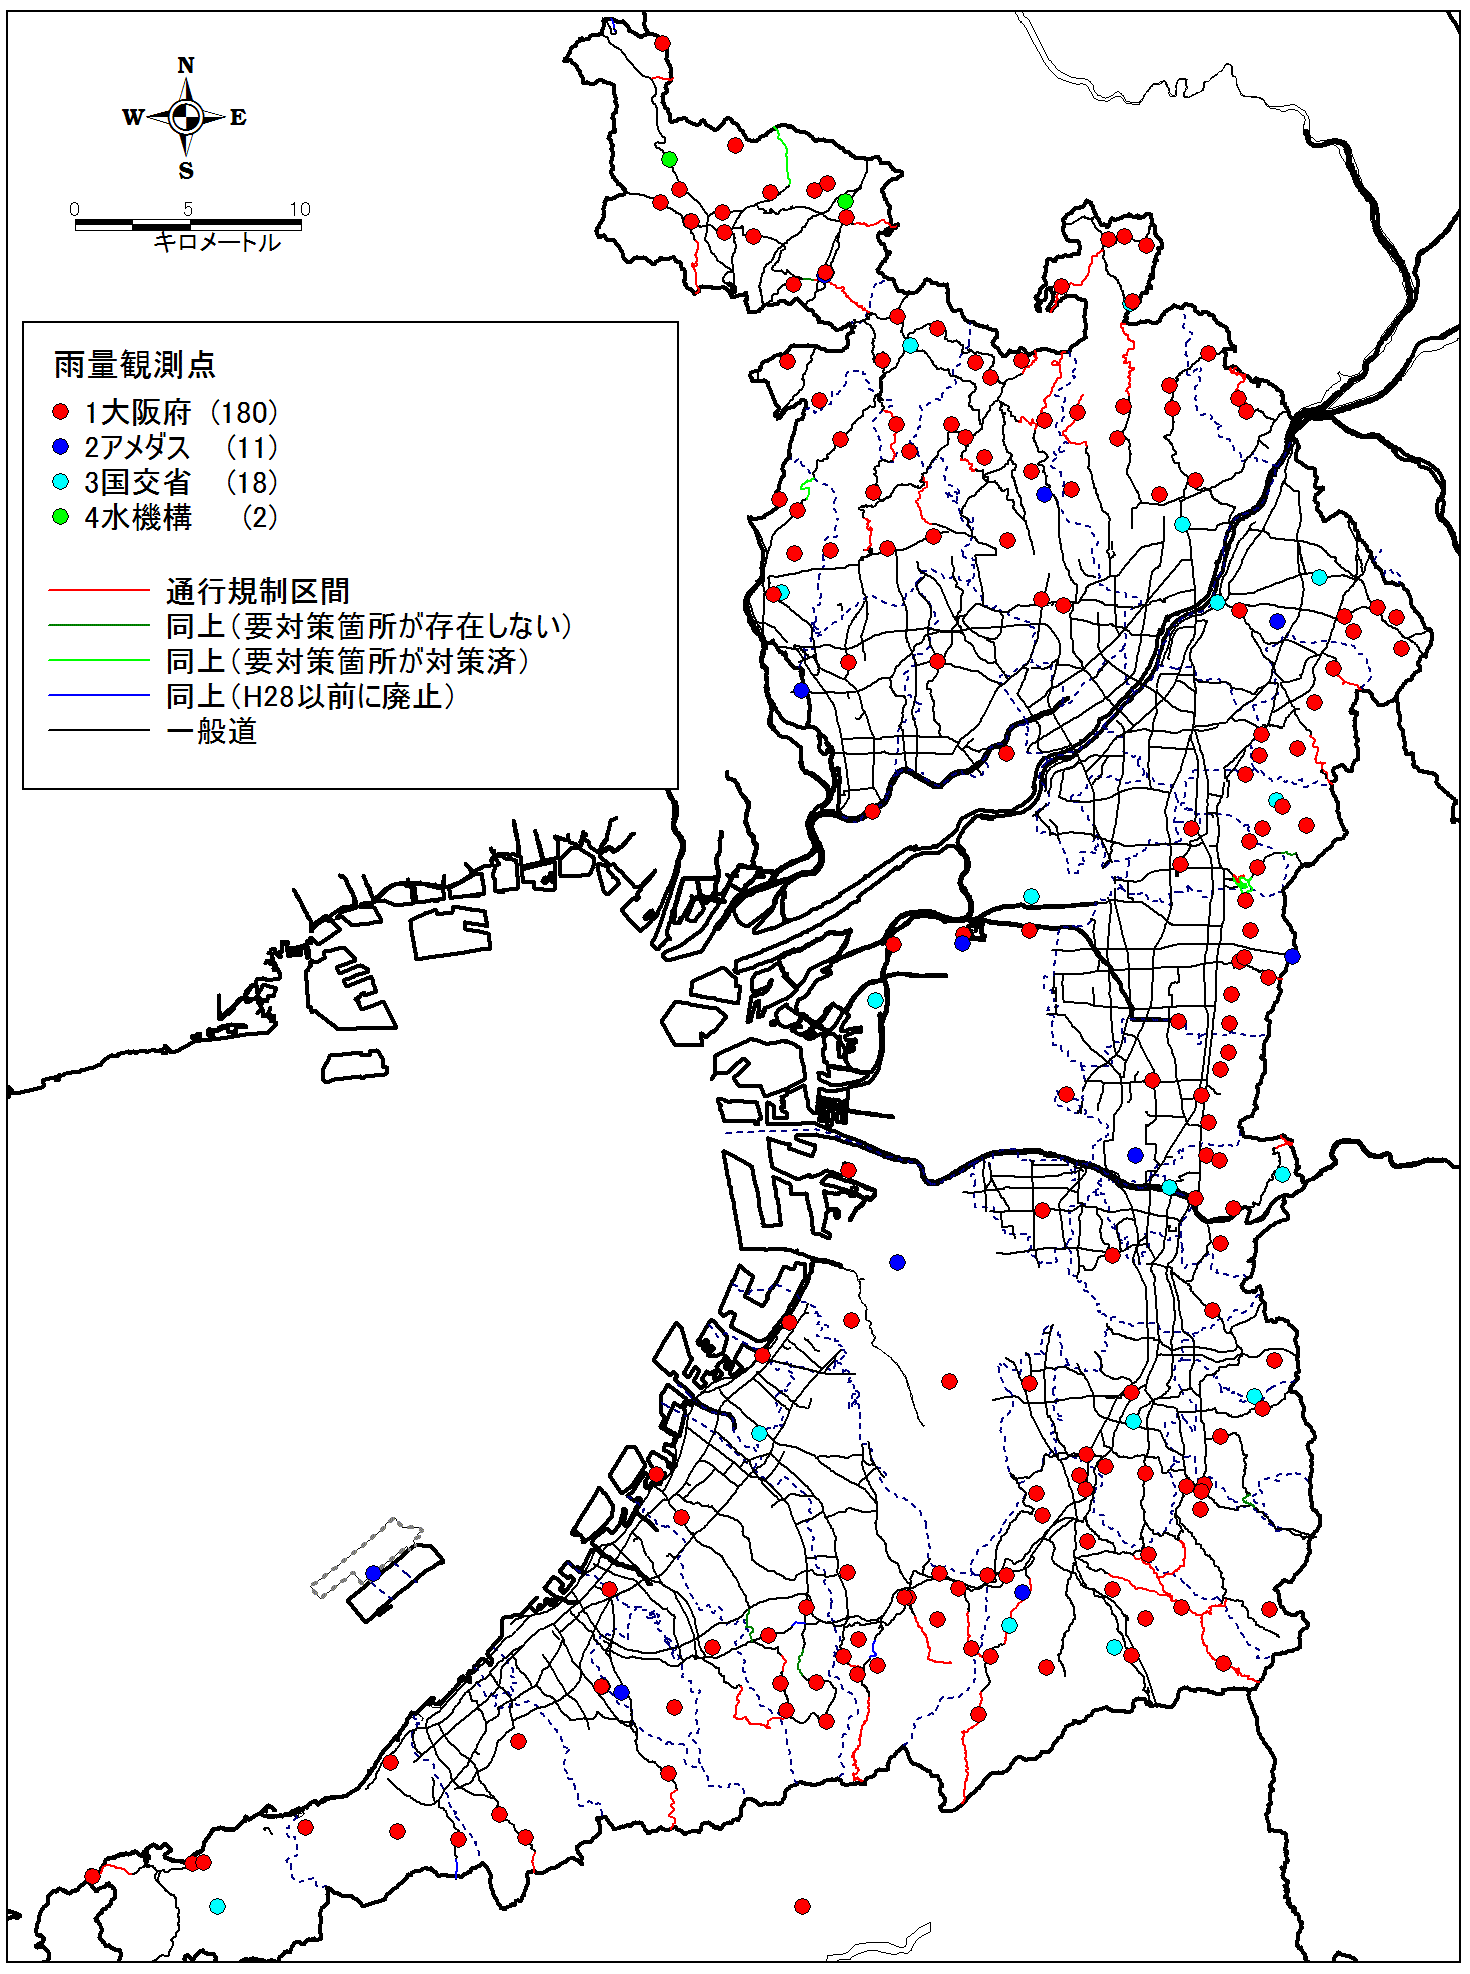 N
W E
S
0 5 10
キロメートル
雨量観測点
1大阪府 (180)
2アメダス (11)
3国交省 (18)
4水機構 (2)
通行規制区間
同上(要対策箇所が存在しない)
同上(要対策箇所が対策済)
同上(H28以前に廃止)
一般道